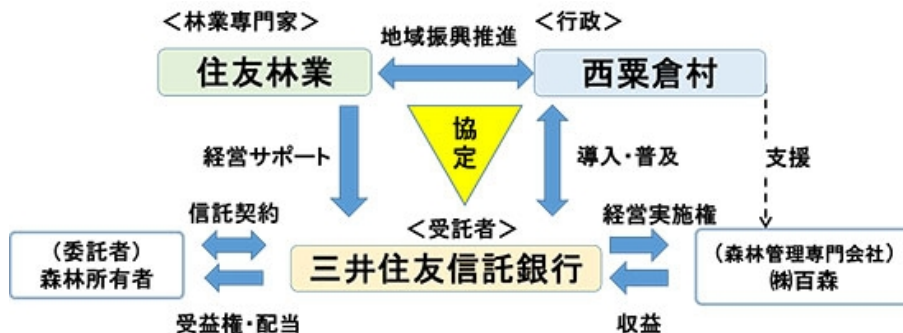 ＜林業専門家＞
地域振興推進
＜行政＞
住友林業
西粟倉村
協定
経営サポート
導入・普及
支援
信託契約
＜受託者＞
経営実施権
（委託者）
森林所有者
三井住友信託銀行
（森林管理専門会社）
㈱百森
受益権・配当
収益